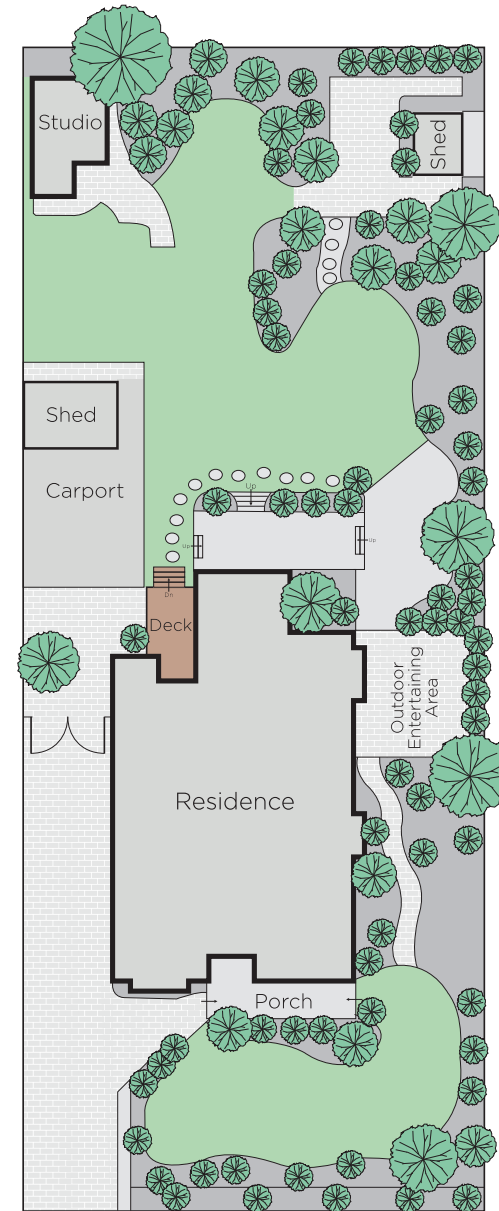 Studio
Shed
Shed
Carport
Up
Up
Up
Dn
Deck
Outdoor
Entertaining
Area
Residence
Porch